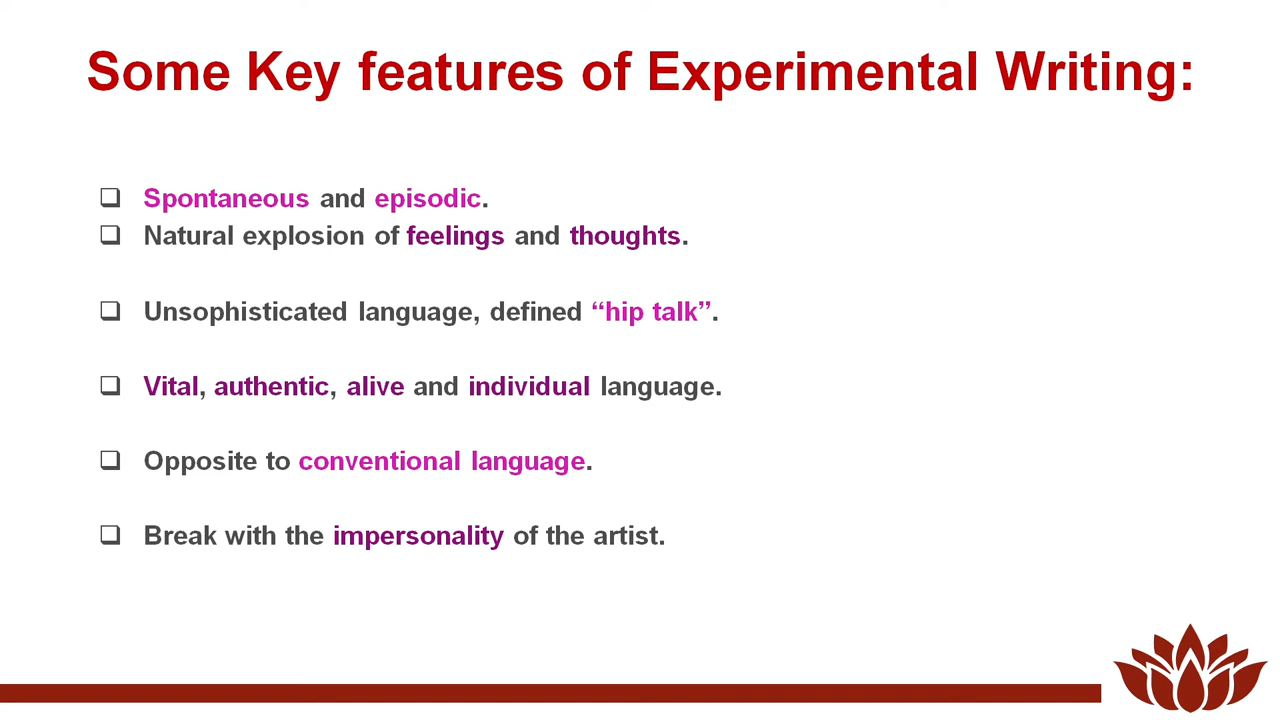 Some Key features of Experimental Writing:
❑ Spontaneous and episodic.
❑ Natural explosion of feelings and thoughts.
❑ Unsophisticated language, defined “hip talk”.
❑ Vital, authentic, alive and individual language.
❑ Opposite to conventional language.
❑ Break with the impersonality of the artist.